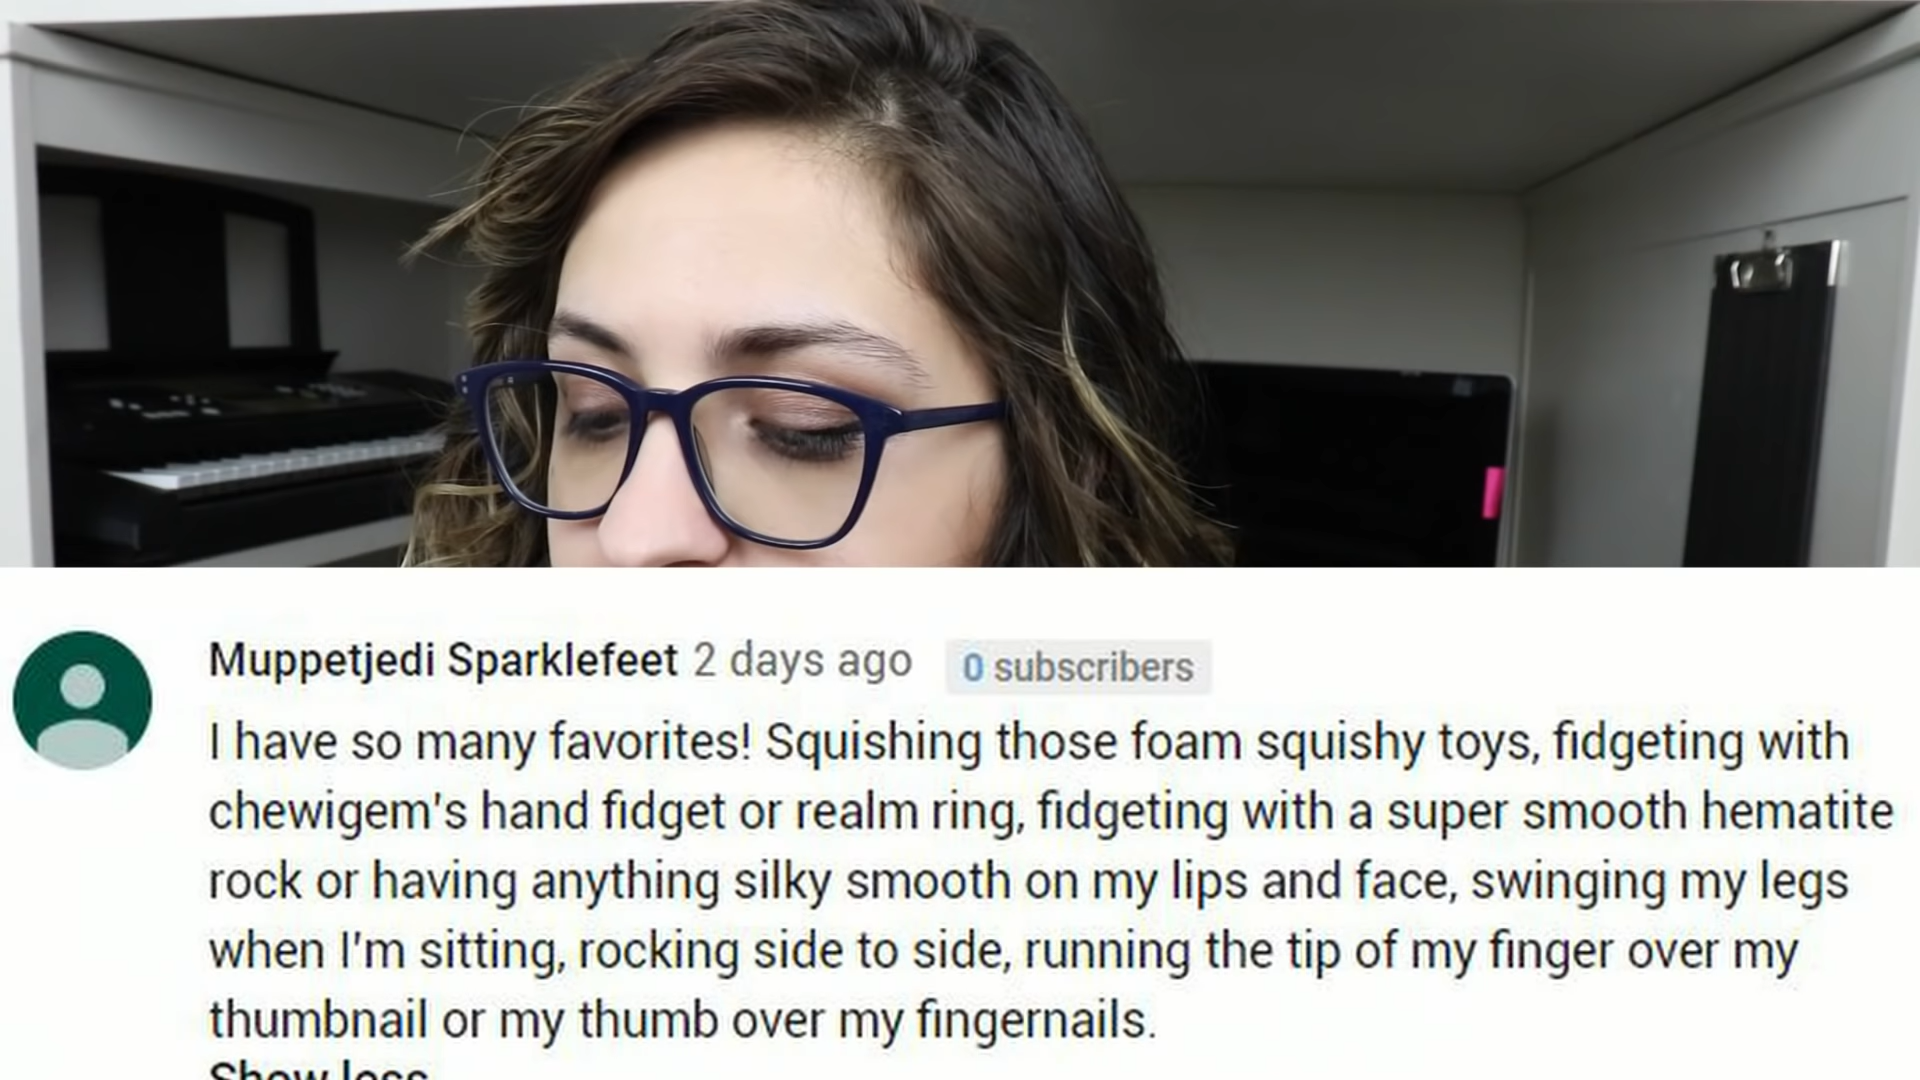 Muppetjedi Sparklefeet 2 days ago 0 subscribers
I have so many favorites! Squishing those foam squishy toys, fidgeting with
chewigem's hand fidget or realm ring, fidgeting with a super smooth hematite
rock or having anything silky smooth on my lips and face, swinging my legs
when I'm sitting, rocking side to side, running the tip of my finger over my
thumbnail or my thumb over my fingernails.
Show less